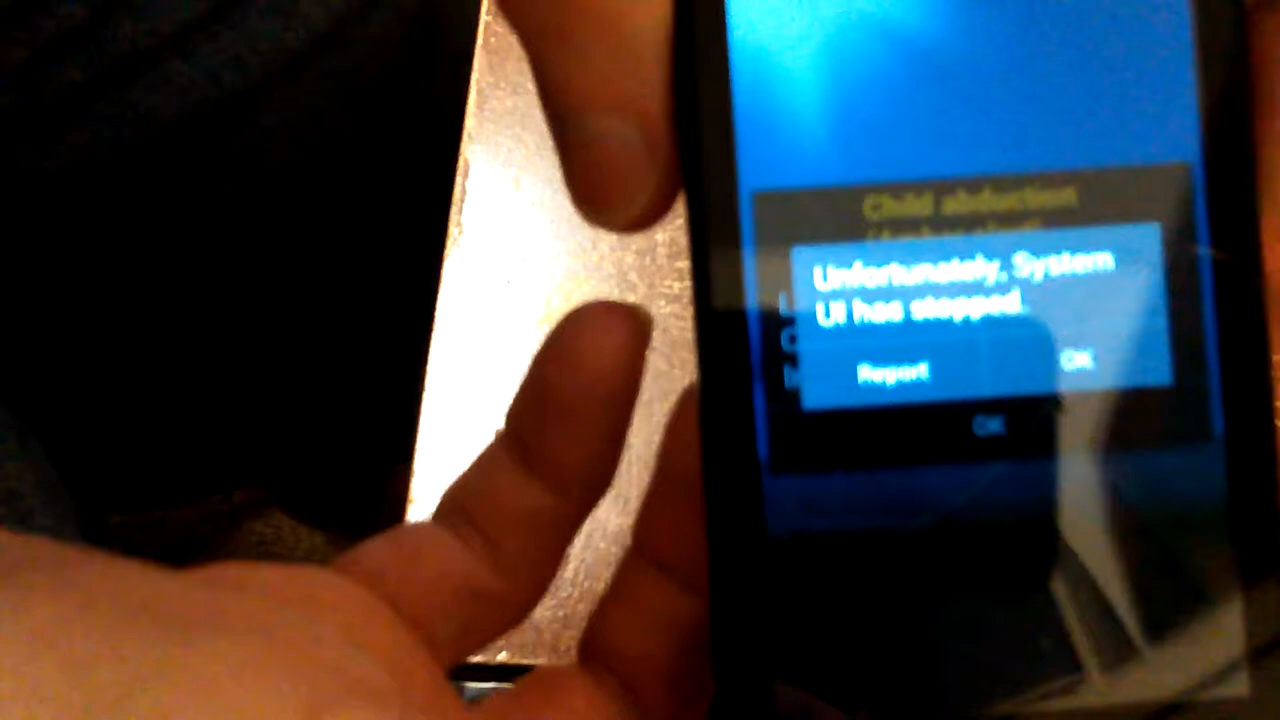 Child abduction
Unfortunately, System
UI has stopped.
Report
OK
OK